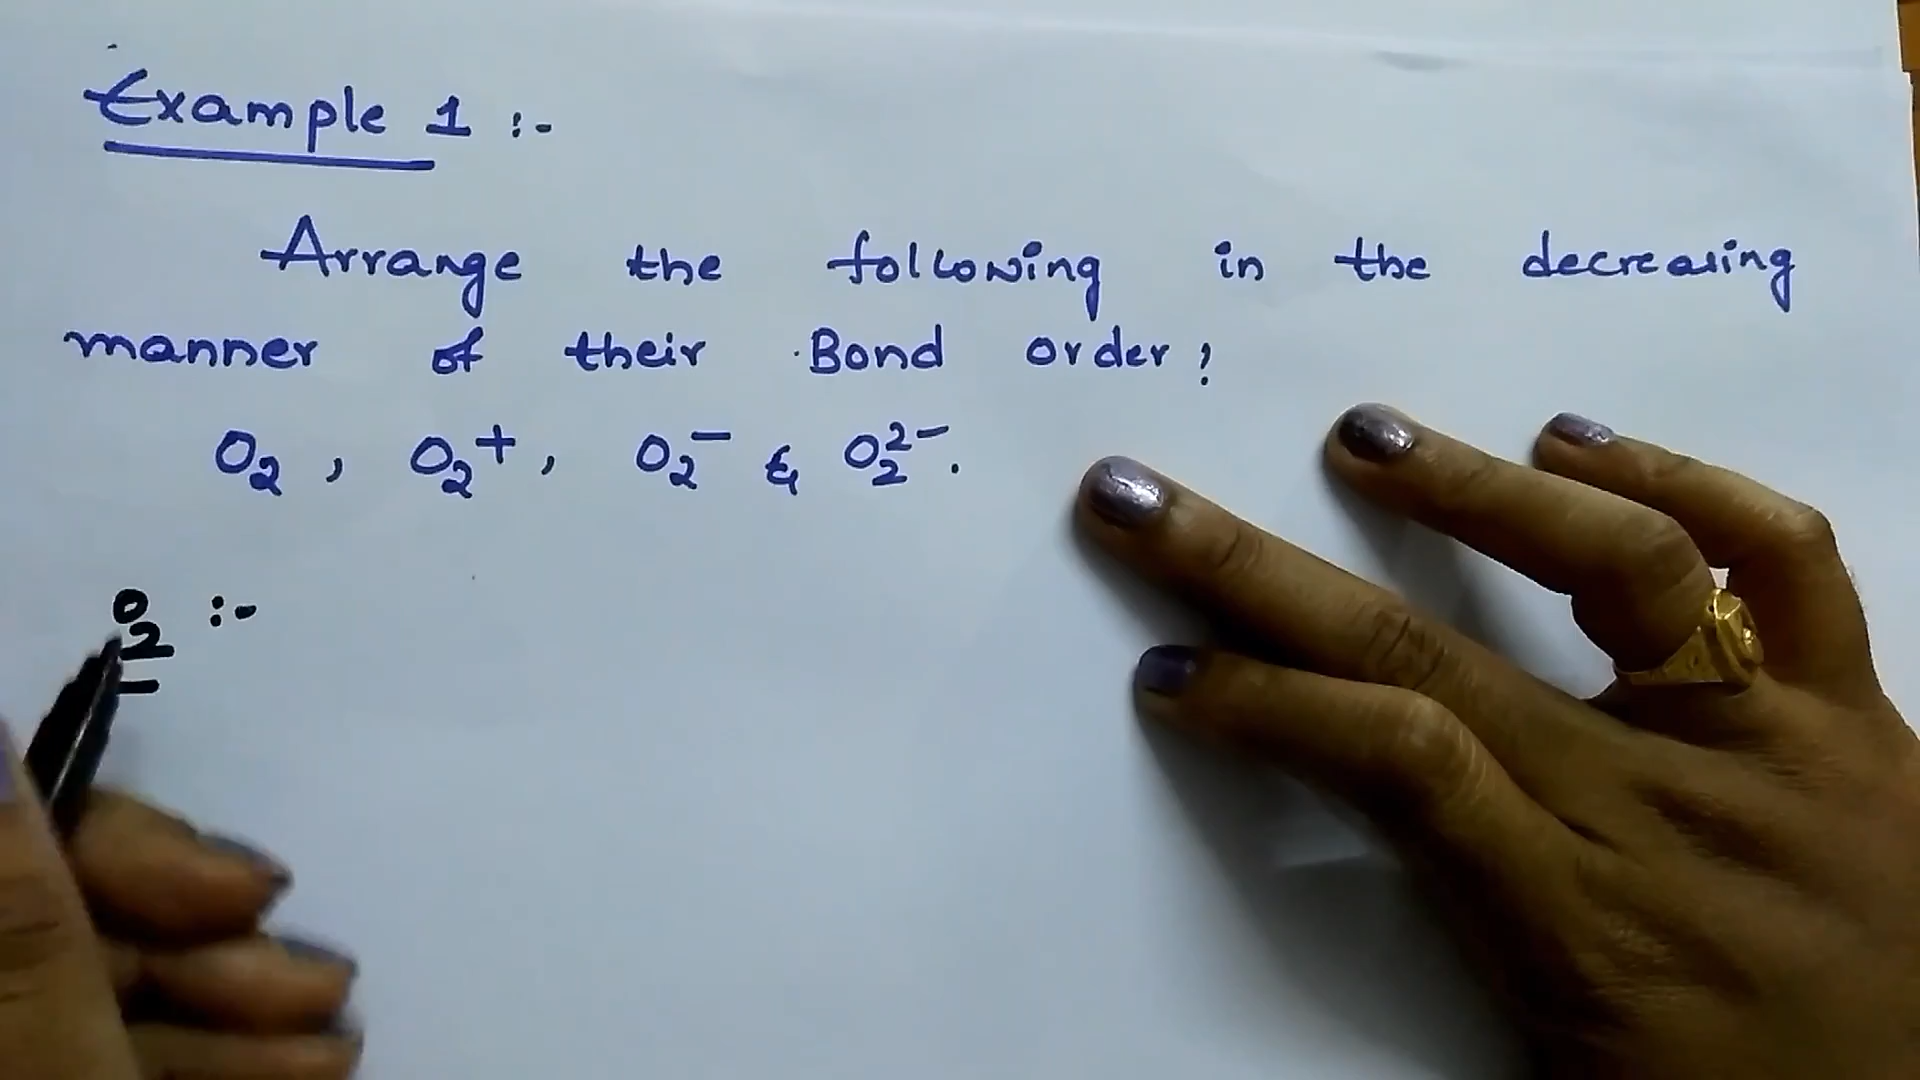 Example 1 :-
Arrange the following in the decreasing
manner of their Bond order?
O₂, O₂⁺, O₂⁻ & O₂²⁻.
O₂ :-